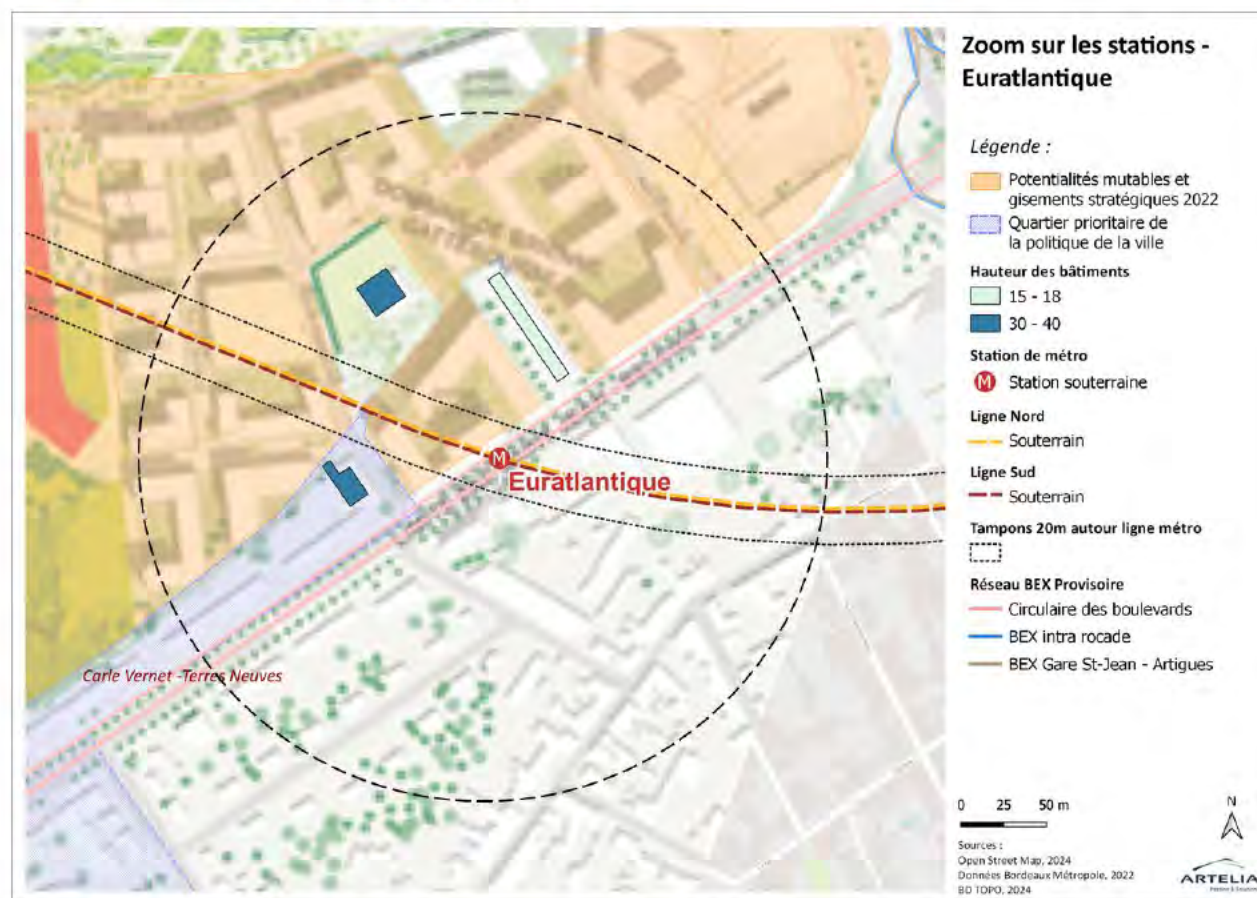 Zoom sur les stations -
Euratlantique
Légende :
Potentialités mutables et
gisements stratégiques 2022
Quartier prioritaire de
la politique de la ville
Hauteur des bâtiments
15 - 18
30 - 40
Station de métro
M Station souterraine
Ligne Nord
Souterrain
Ligne Sud
Souterrain
Tampons 20m autour ligne métro
Réseau BEX Provisoire
Circulaire des boulevards
BEX intra rocade
BEX Gare St-Jean - Artigues
M
Euratlantique
Carle Vernet -Terres Neuves
0 25 50 m
N
Sources :
Open Street Map, 2024
Données Bordeaux Métropole, 2022
BD TOPO, 2024
ARTELIA